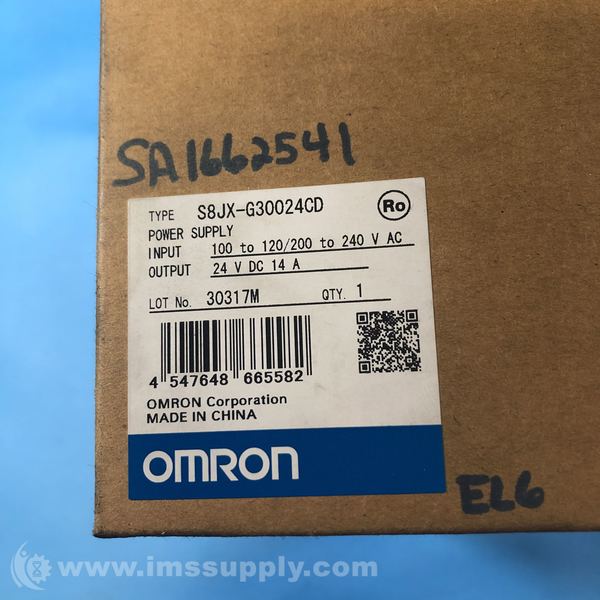 SA1662541
TYPE S8JX-G30024CD Ro
POWER SUPPLY
INPUT 100 to 120/200 to 240 V AC
OUTPUT 24 V DC 14 A
LOT No. 30317M QTY. 1
4 547648 665582
OMRON Corporation
MADE IN CHINA
OMRON
EL6
www.imssupply.com